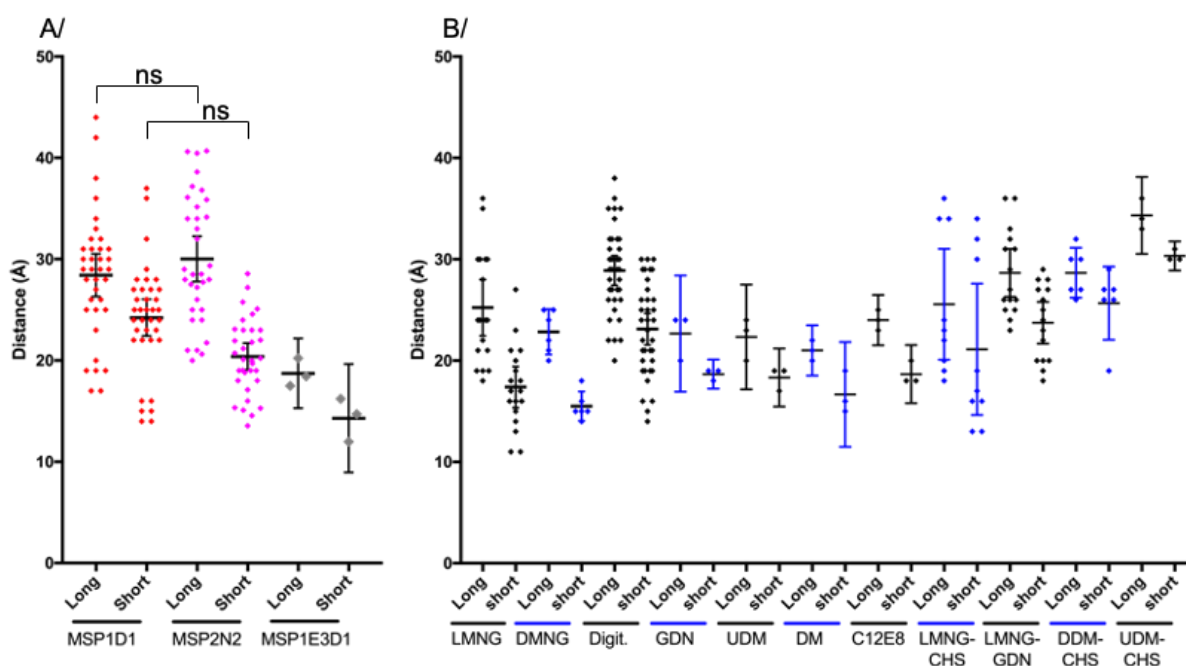 A/
B/
ns
ns
Distance (Å)
50
40
30
20
10
0
Long
Short
Long
Short
Long
Short
MSP1D1
MSP2N2
MSP1E3D1
Distance (Å)
50
40
30
20
10
0
Long
short
Long
short
Long
short
Long
short
Long
short
Long
short
Long
short
Long
short
Long
short
Long
short
Long
short
LMNG
DMNG
Digit.
GDN
UDM
DM
C12E8
LMNG-
CHS
LMNG-
GDN
DDM-
CHS
UDM-
CHS